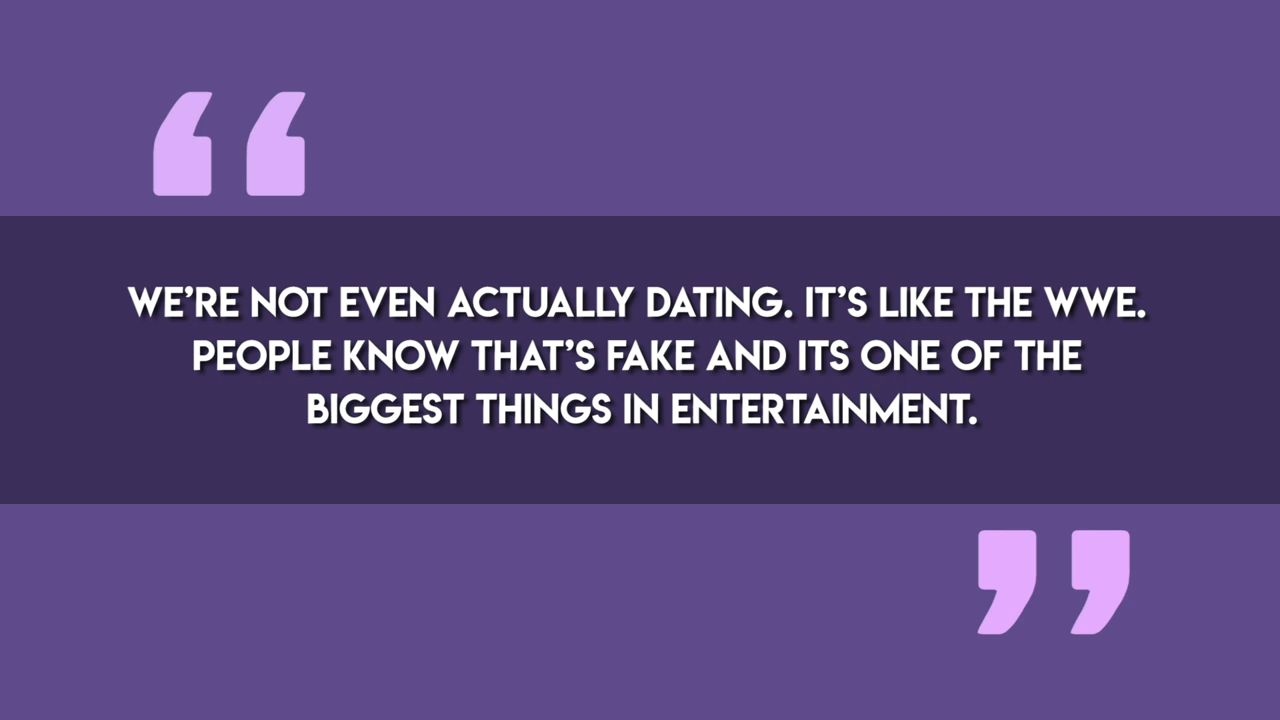 “
WE’RE NOT EVEN ACTUALLY DATING. IT’S LIKE THE WWE.
PEOPLE KNOW THAT’S FAKE AND ITS ONE OF THE
BIGGEST THINGS IN ENTERTAINMENT.
”